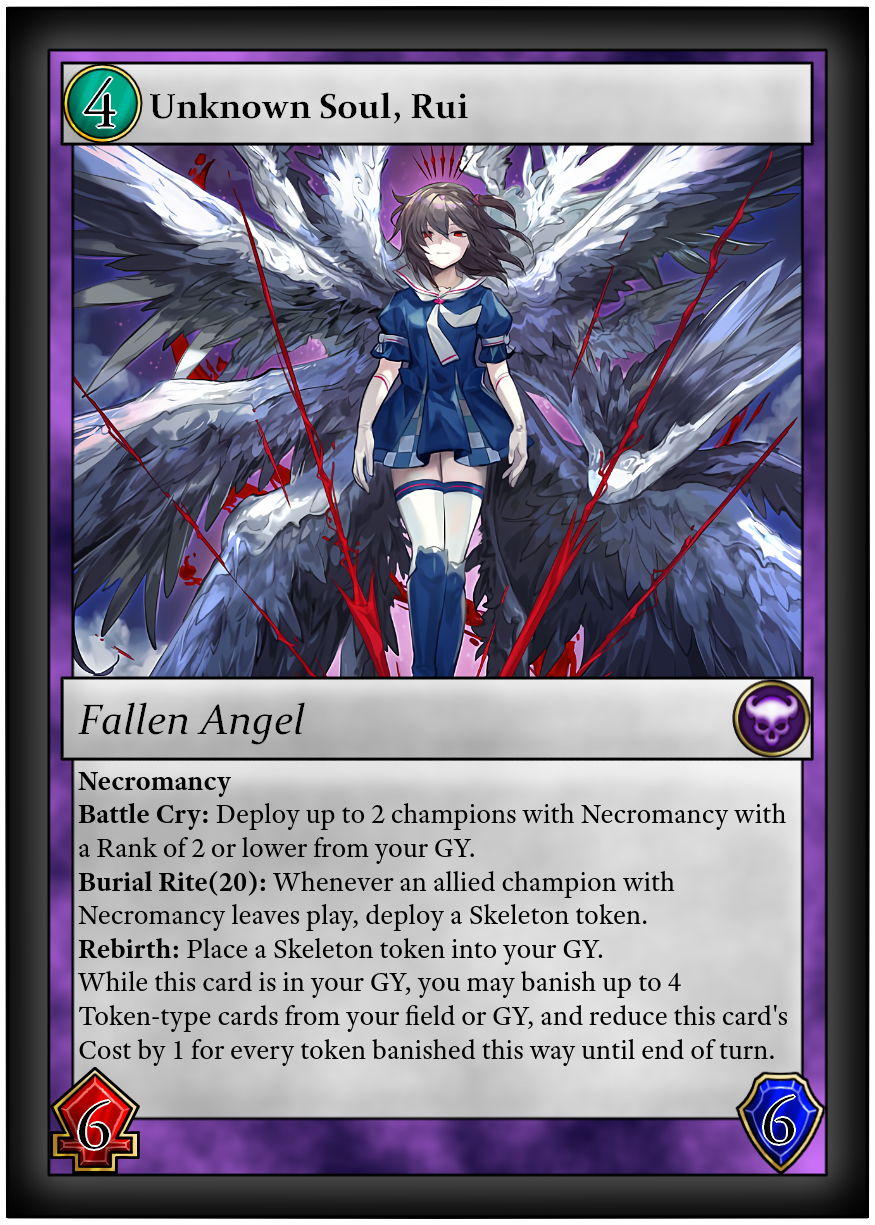 4
Unknown Soul, Rui
Fallen Angel
Necromancy
Battle Cry: Deploy up to 2 champions with Necromancy with
a Rank of 2 or lower from your GY.
Burial Rite(20): Whenever an allied champion with
Necromancy leaves play, deploy a Skeleton token.
Rebirth: Place a Skeleton token into your GY.
While this card is in your GY, you may banish up to 4
Token-type cards from your field or GY, and reduce this card's
Cost by 1 for every token banished this way until end of turn.
6
6